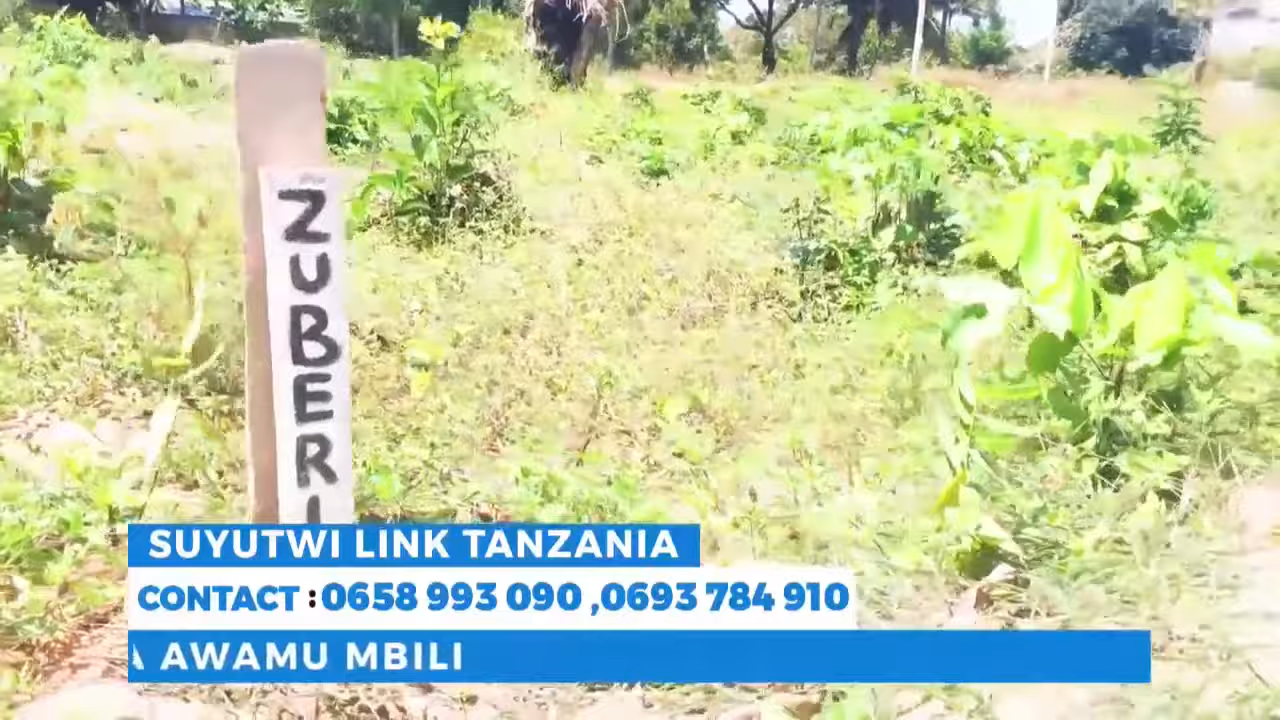 ZUBERI
SUYUTWI LINK TANZANIA
CONTACT : 0658 993 090 ,0693 784 910
AWAMU MBILI